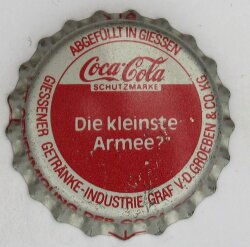 ABGEFÜLLT IN GIESSEN
Coca-Cola
SCHUTZMARKE
Die kleinste
Armee?
GIESSENER GETRÄNKE-INDUSTRIE GRAF V.D. GROEBEN & CO KG